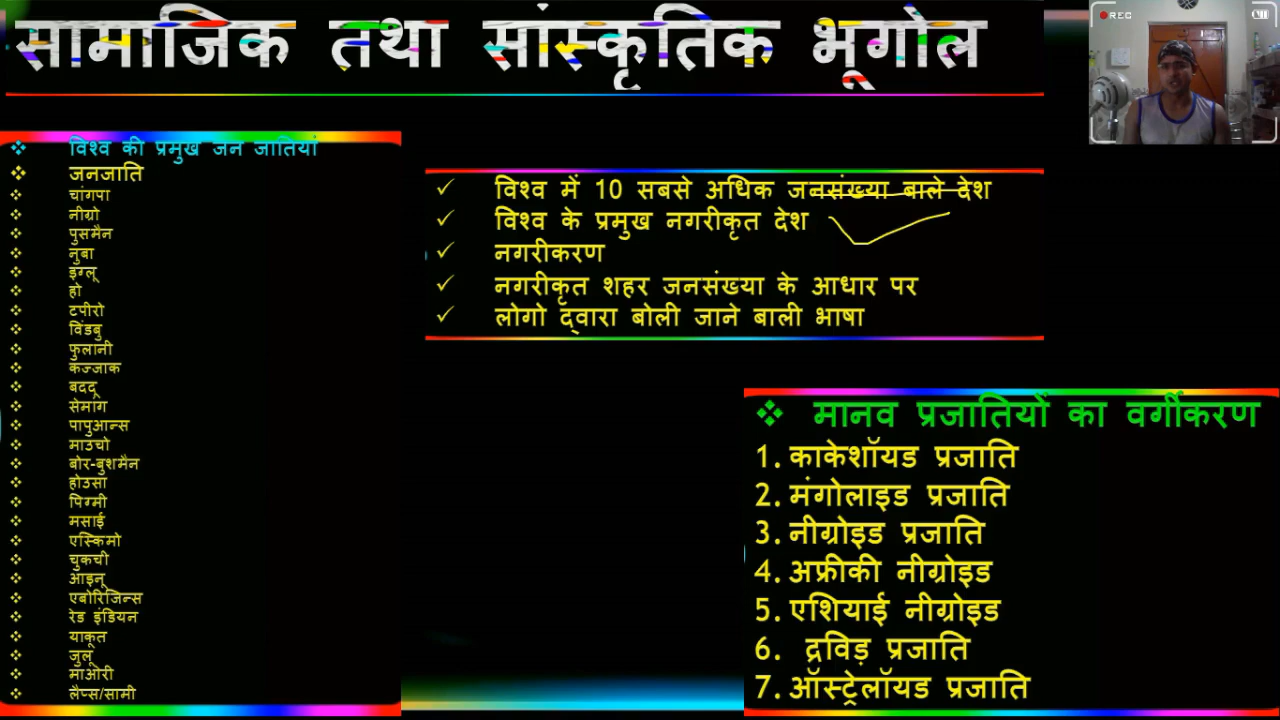 सामाजिक तथा सांस्कृतिक भूगोल
REC
विश्व की प्रमुख जन जातियां
जनजाति
चांगपा
नीग्रो
पुसमैन
नुबा
इग्लू
हो
टपीरो
विंडबु
फुलानी
कज्जाक
बददू
सेमांग
पापुआन्स
माउचो
बोर-बुशमैन
होउसा
पिग्मी
मसाई
एस्किमो
चुकची
आइनू
एबोरिजिन्स
रेड इंडियन
याकूत
जुलू
माओरी
लैप्स/सामी
विश्व में 10 सबसे अधिक जनसंख्या बाले देश
विश्व के प्रमुख नगरीकृत देश
नगरीकरण
नगरीकृत शहर जनसंख्या के आधार पर
लोगो द्वारा बोली जाने बाली भाषा
मानव प्रजातियों का वर्गीकरण
1. काकेशॉयड प्रजाति
2. मंगोलाइड प्रजाति
3. नीग्रोइड प्रजाति
4. अफ्रीकी नीग्रोइड
5. एशियाई नीग्रोइड
6. द्रविड़ प्रजाति
7. ऑस्ट्रेलॉयड प्रजाति